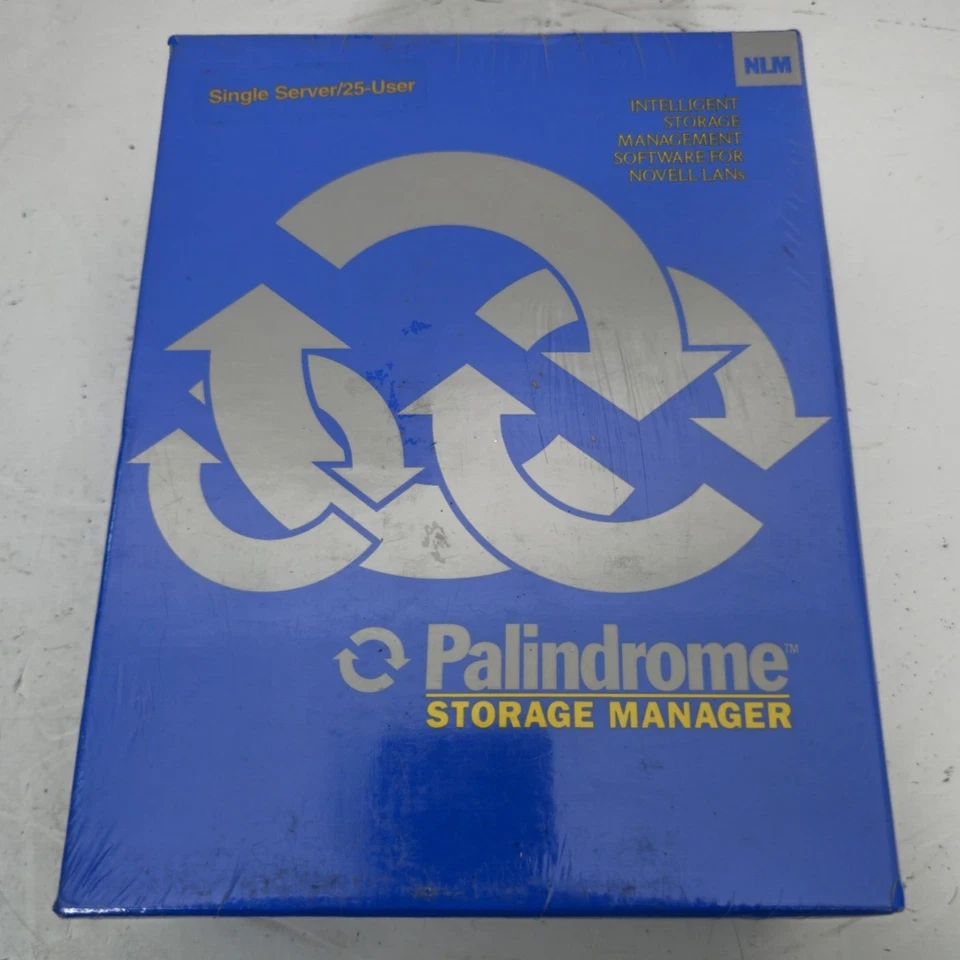 Single Server/25-User
NLM
INTELLIGENT
STORAGE
MANAGEMENT
SOFTWARE FOR
NOVELL LANs
Palindrome™
STORAGE MANAGER